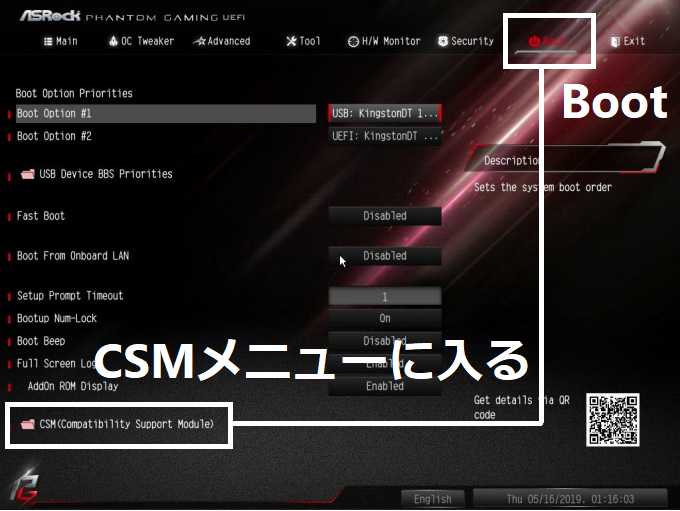 ASRock PHANTOM GAMING UEFI
Main OC Tweaker Advanced Tool H/W Monitor Security Boot Exit
Boot
Boot Option Priorities
Boot Option #1 USB: KingstonDT 1...
Boot Option #2 UEFI: KingstonDT ...
Description
USB Device BBS Priorities
Sets the system boot order
Fast Boot Disabled
Boot From Onboard LAN Disabled
Setup Prompt Timeout 1
Bootup Num-Lock On
Boot Beep Disabled
CSMメニューに入る
Full Screen Logo Enabled
AddOn ROM Display Enabled
Get details via QR
code
CSM(Compatibility Support Module)
English Thu 05/16/2019, 01:16:03